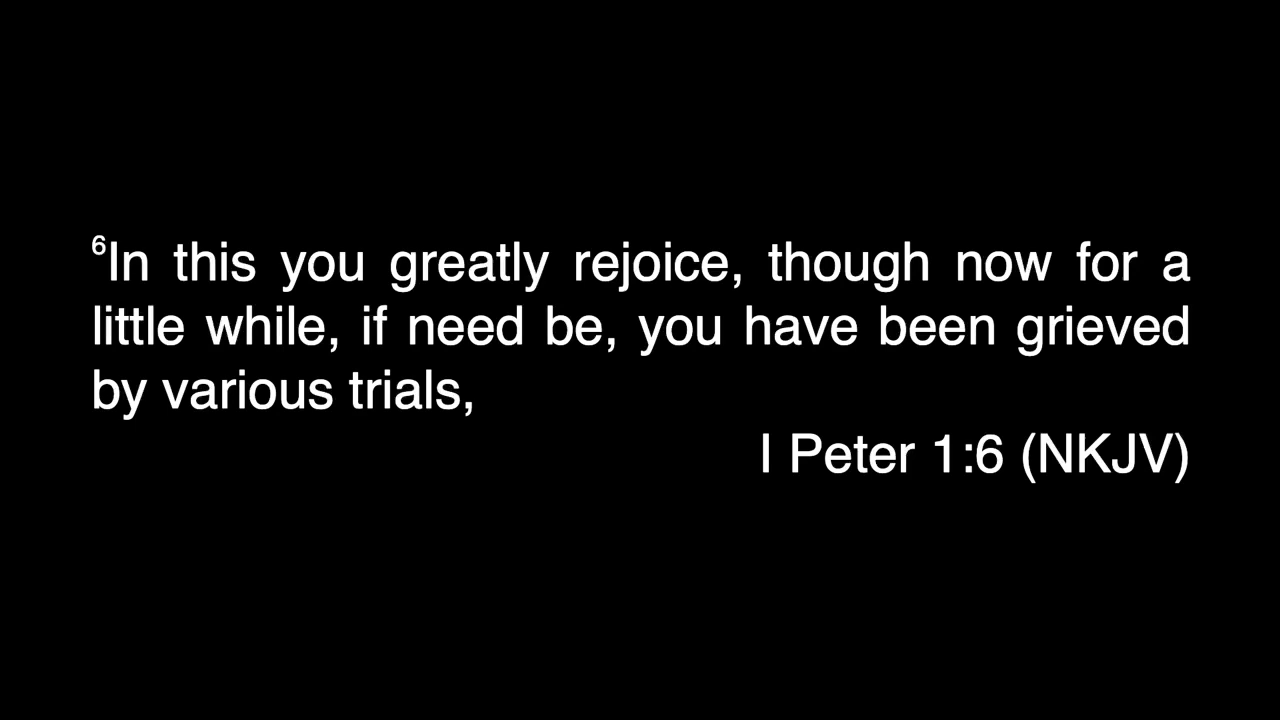 ⁶In this you greatly rejoice, though now for a
little while, if need be, you have been grieved
by various trials,
I Peter 1:6 (NKJV)